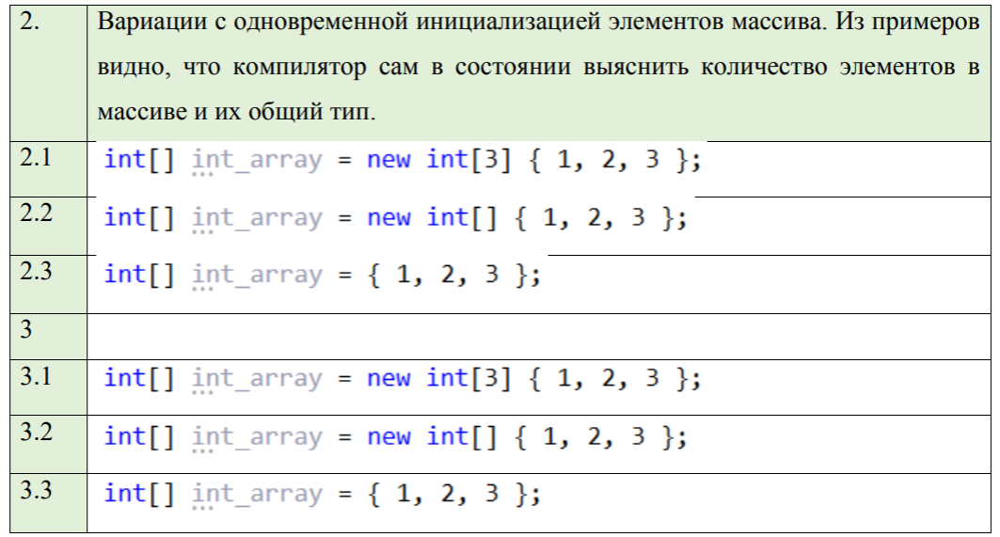 2. Вариации с одновременной инициализацией элементов массива. Из примеров
видно, что компилятор сам в состоянии выяснить количество элементов в
массиве и их общий тип.
2.1 int[] int_array = new int[3] { 1, 2, 3 };
2.2 int[] int_array = new int[] { 1, 2, 3 };
2.3 int[] int_array = { 1, 2, 3 };
3
3.1 int[] int_array = new int[3] { 1, 2, 3 };
3.2 int[] int_array = new int[] { 1, 2, 3 };
3.3 int[] int_array = { 1, 2, 3 };